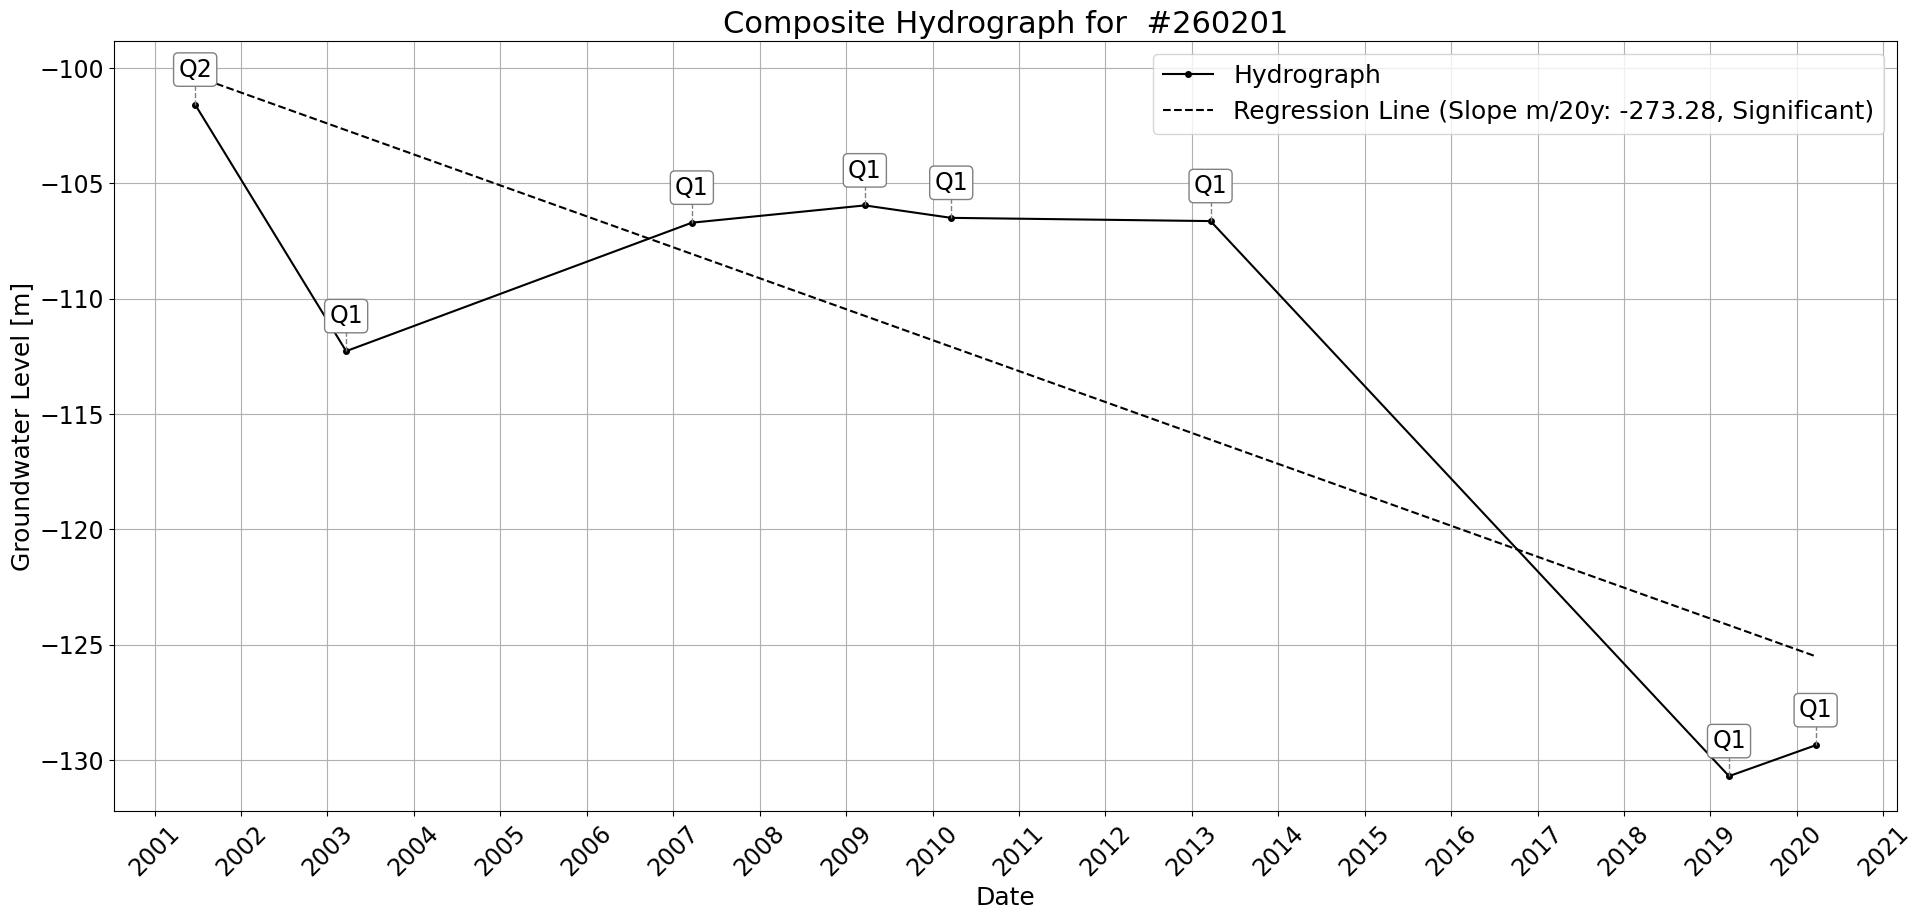 Composite Hydrograph for  #260201
Hydrograph
Regression Line (Slope m/20y: -273.28, Significant)
Groundwater Level [m]
−100
−105
−110
−115
−120
−125
−130
Q2
Q1
Q1
Q1
Q1
Q1
Q1
Q1
2001
2002
2003
2004
2005
2006
2007
2008
2009
2010
2011
2012
2013
2014
2015
2016
2017
2018
2019
2020
2021
Date